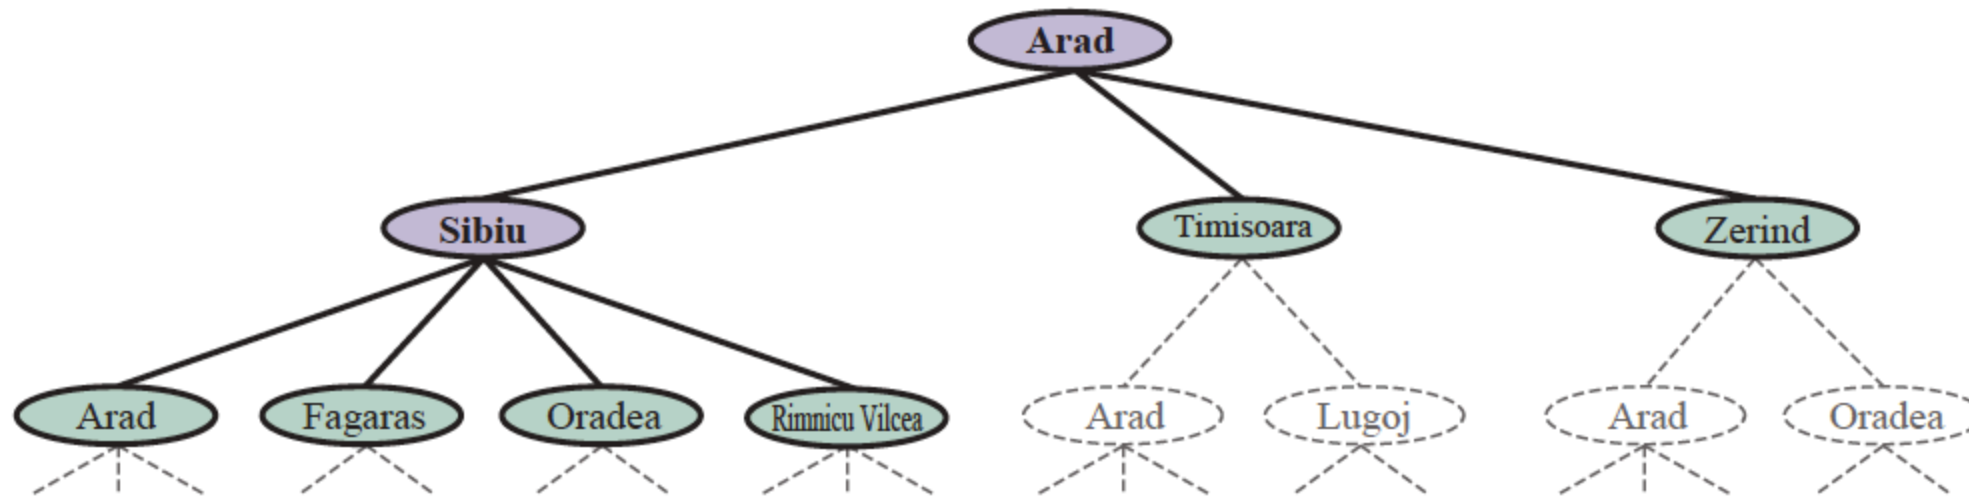 Arad
Sibiu
Timisoara
Zerind
Arad
Fagaras
Oradea
Rimnicu Vilcea
Arad
Lugoj
Arad
Oradea